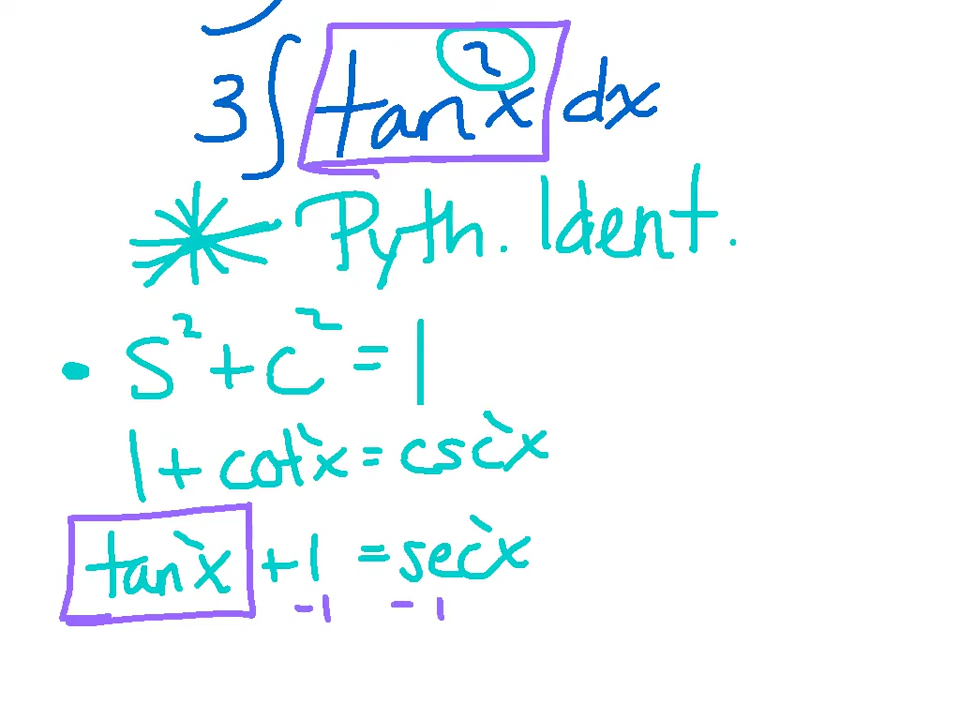 3∫ tan²x dx
Pyth. Ident.
• S² + C² = 1
1 + cot²x = csc²x
tan²x + 1 = sec²x
-1 -1